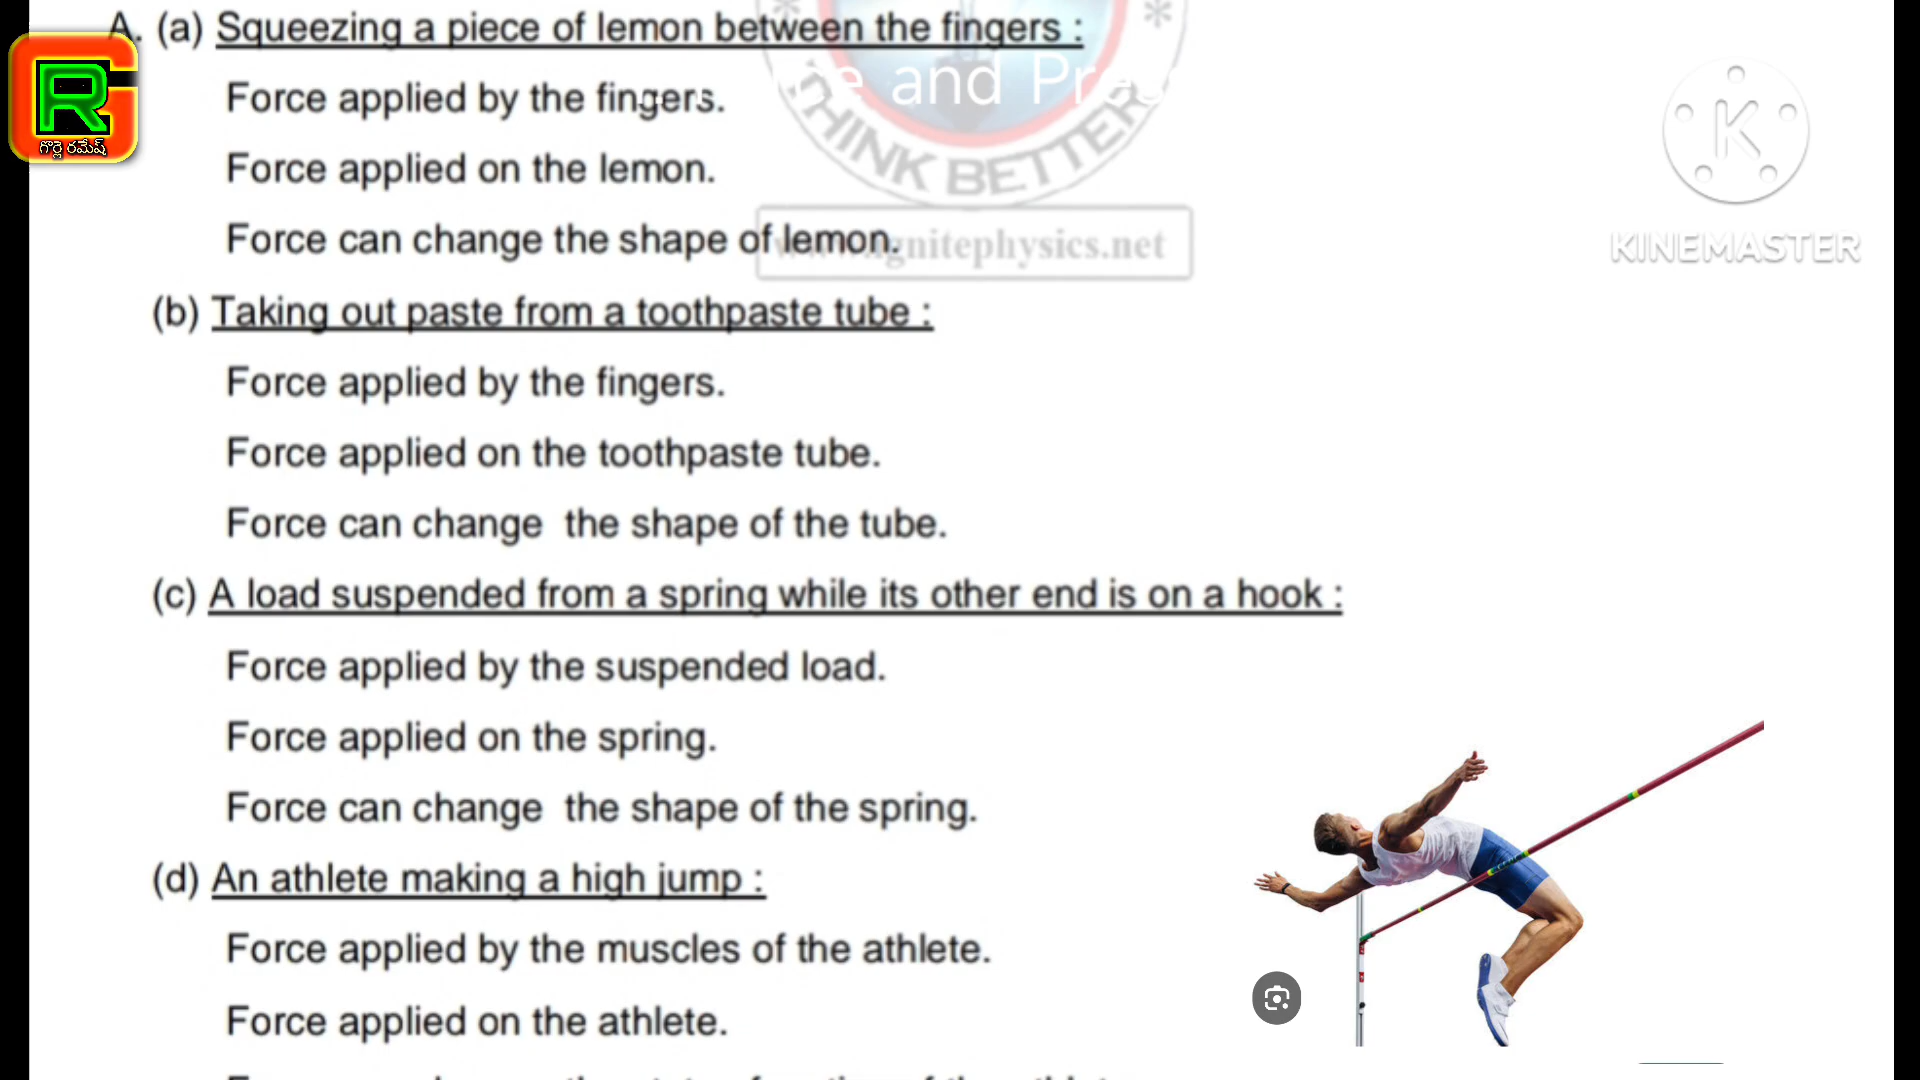 A. (a) Squeezing a piece of lemon between the fingers :
Force applied by the fingers.
Force applied on the lemon.
Force can change the shape of lemon.
(b) Taking out paste from a toothpaste tube :
Force applied by the fingers.
Force applied on the toothpaste tube.
Force can change the shape of the tube.
(c) A load suspended from a spring while its other end is on a hook :
Force applied by the suspended load.
Force applied on the spring.
Force can change the shape of the spring.
(d) An athlete making a high jump :
Force applied by the muscles of the athlete.
Force applied on the athlete.
and
THINK BETTER
ignitephysics.net
GR
గొర్లె రమేష్
K
KINEMASTER